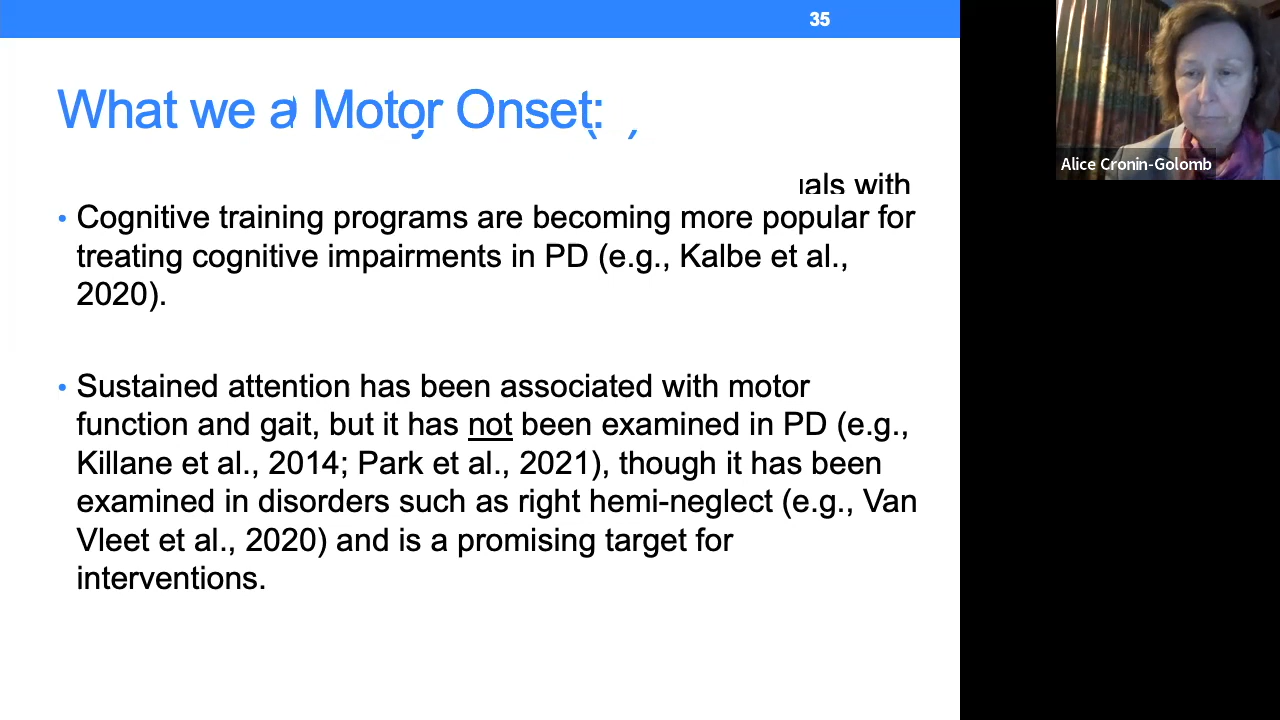 35
What we a Motor Onset:
uals with
• Cognitive training programs are becoming more popular for
treating cognitive impairments in PD (e.g., Kalbe et al.,
2020).
• Sustained attention has been associated with motor
function and gait, but it has not been examined in PD (e.g.,
Killane et al., 2014; Park et al., 2021), though it has been
examined in disorders such as right hemi-neglect (e.g., Van
Vleet et al., 2020) and is a promising target for
interventions.
Alice Cronin-Golomb